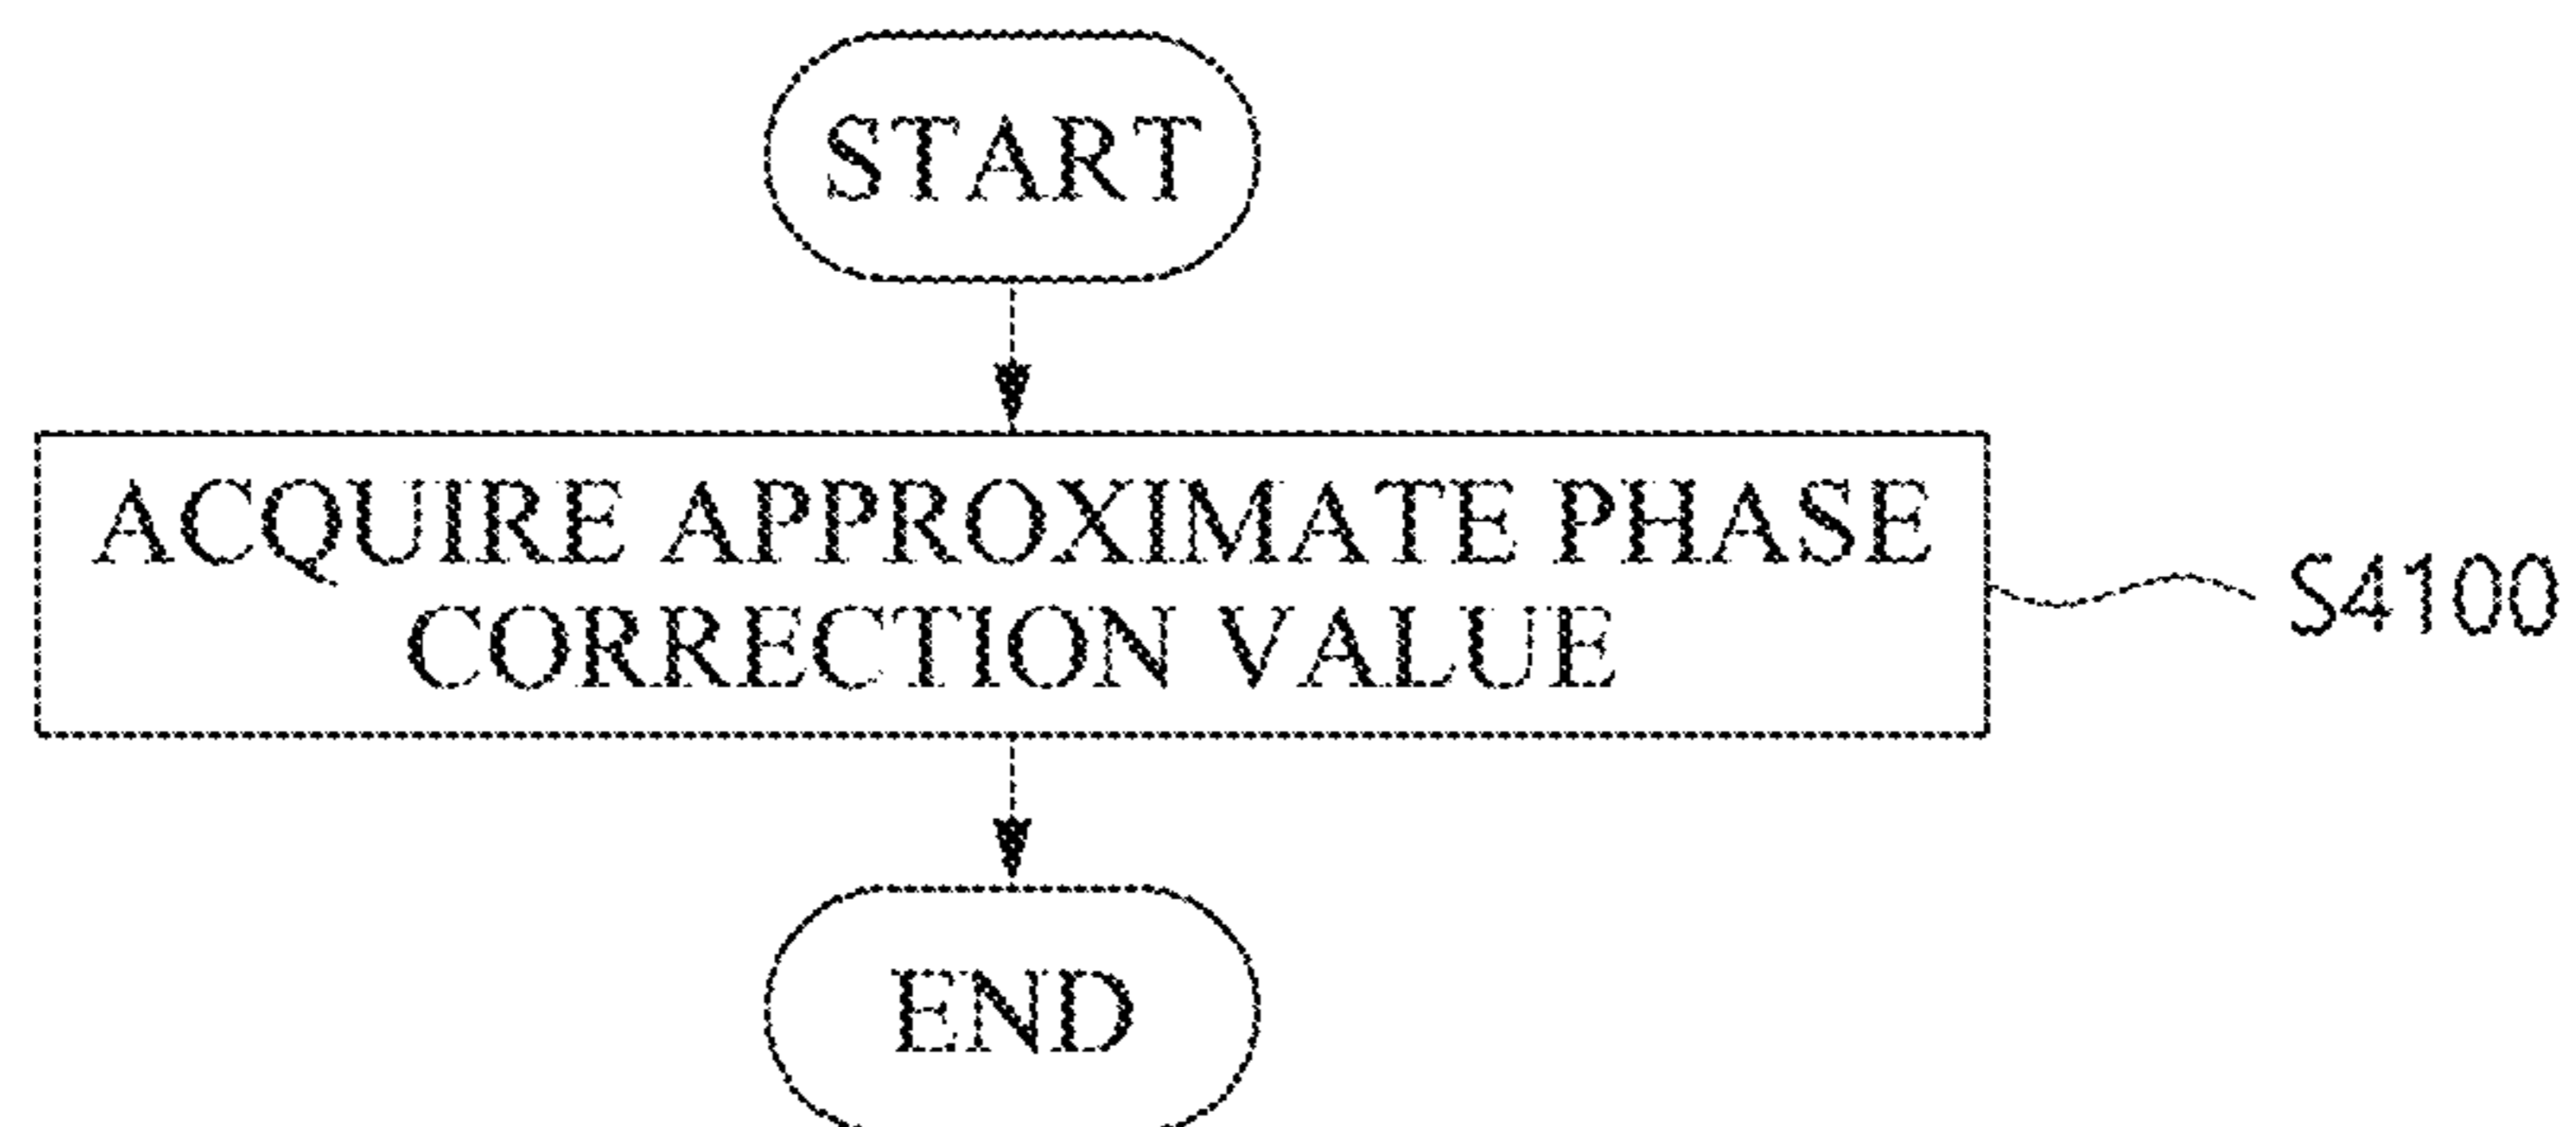 START
ACQUIRE APPROXIMATE PHASE
CORRECTION VALUE
S4100
END